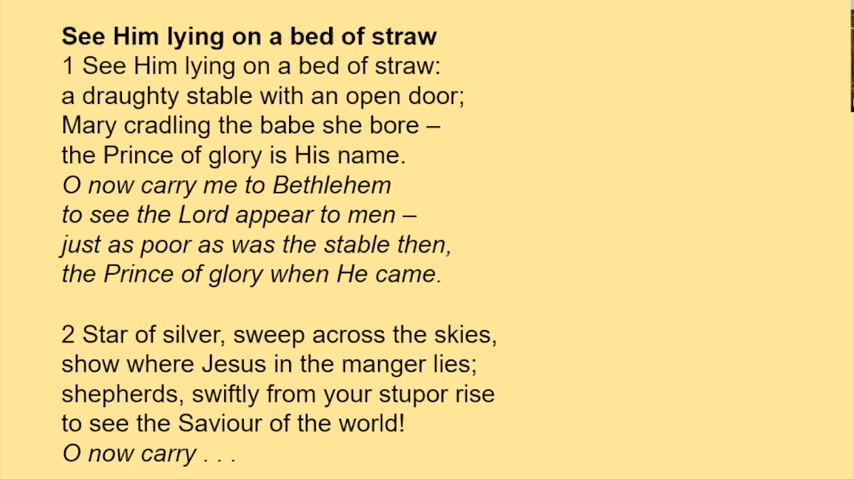 See Him lying on a bed of straw
1 See Him lying on a bed of straw:
a draughty stable with an open door;
Mary cradling the babe she bore –
the Prince of glory is His name.
O now carry me to Bethlehem
to see the Lord appear to men –
just as poor as was the stable then,
the Prince of glory when He came.
2 Star of silver, sweep across the skies,
show where Jesus in the manger lies;
shepherds, swiftly from your stupor rise
to see the Saviour of the world!
O now carry . . .